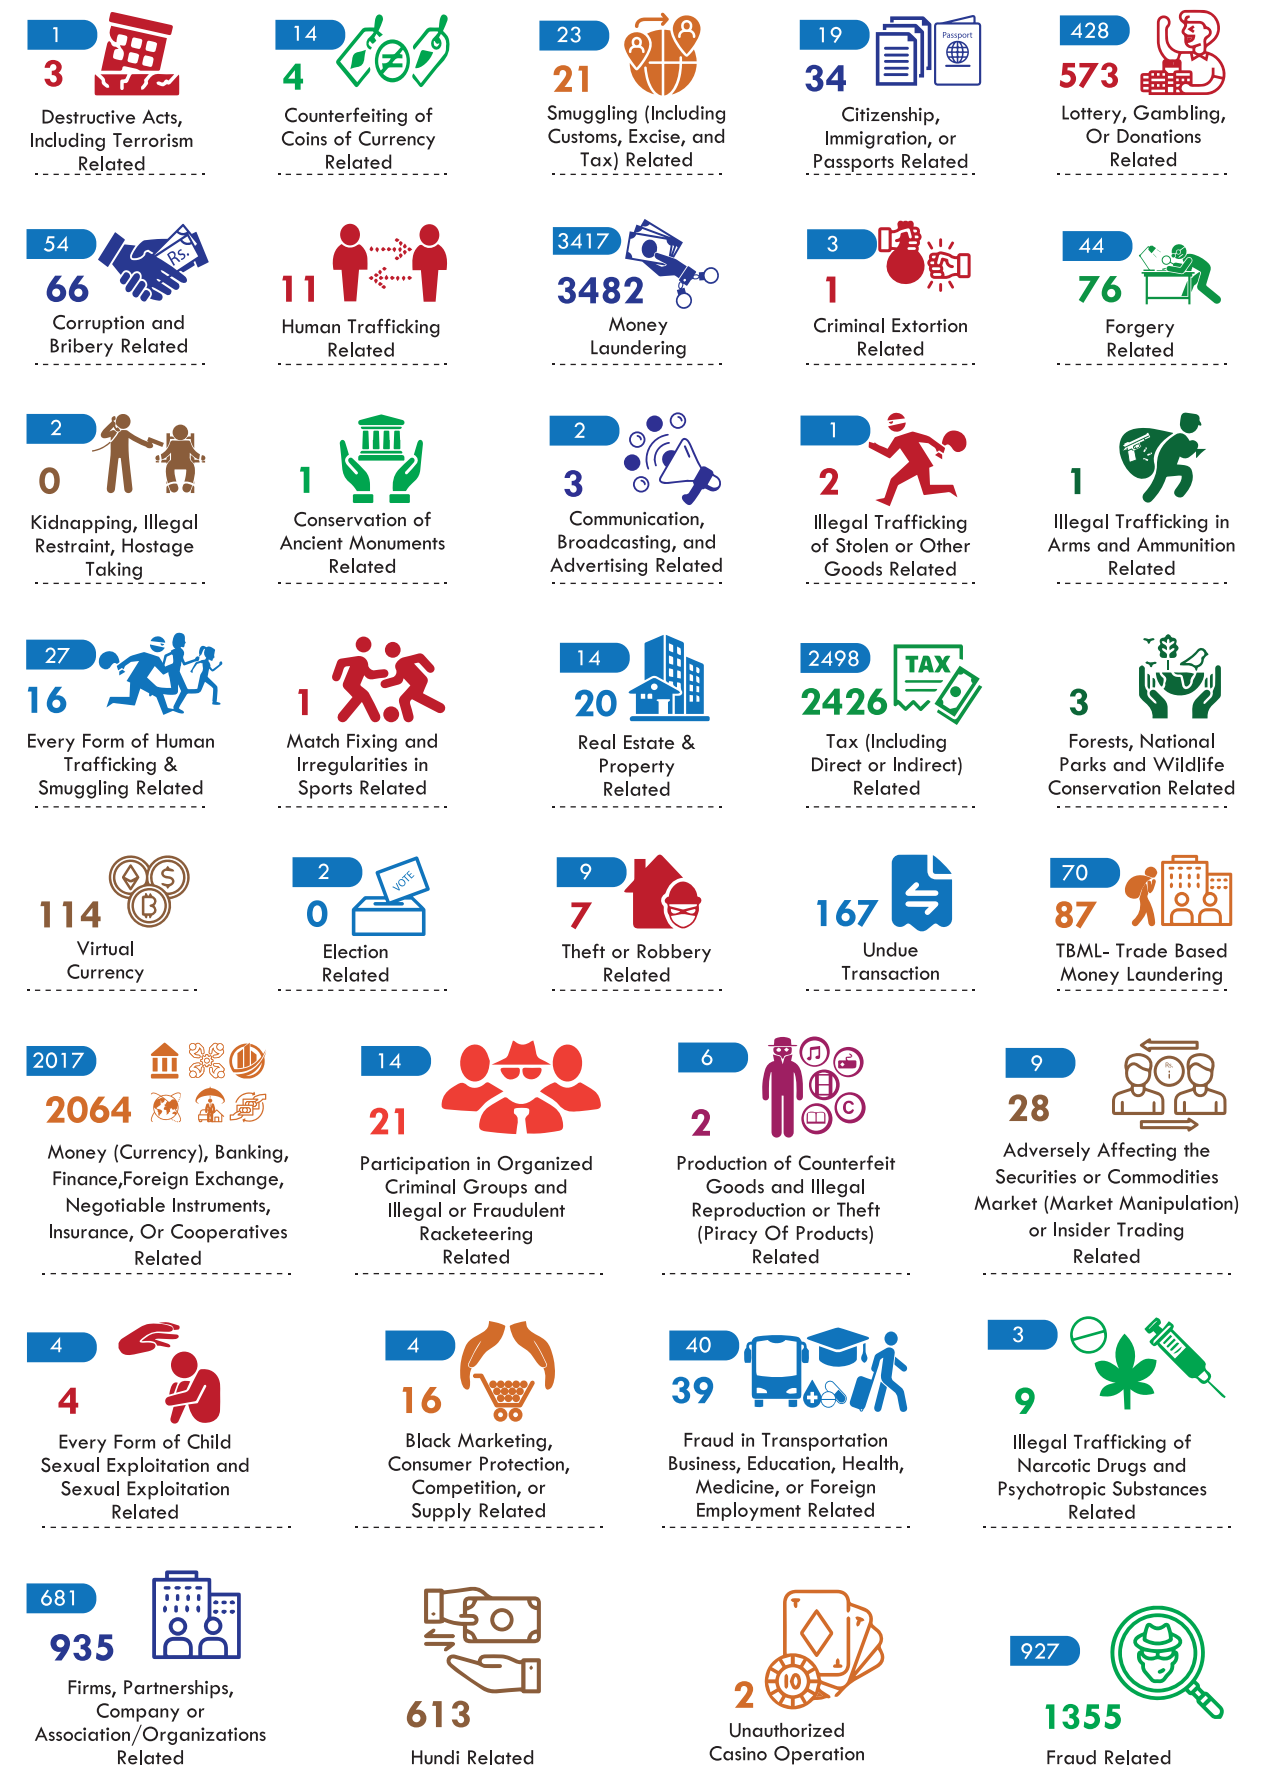 1
3
Destructive Acts,
Including Terrorism
Related
14
4
Counterfeiting of
Coins of Currency
Related
23
21
Smuggling (Including
Customs, Excise, and
Tax) Related
19
Passport
34
Citizenship,
Immigration, or
Passports Related
428
573
Lottery, Gambling,
Or Donations
Related
54
Rs.
66
Corruption and
Bribery Related
11
Human Trafficking
Related
3417
3482
Money
Laundering
3
1
Criminal Extortion
Related
44
76
Forgery
Related
2
0
Kidnapping, Illegal
Restraint, Hostage
Taking
1
Conservation of
Ancient Monuments
Related
2
3
Communication,
Broadcasting, and
Advertising Related
1
2
Illegal Trafficking
of Stolen or Other
Goods Related
1
Illegal Trafficking in
Arms and Ammunition
Related
27
16
Every Form of Human
Trafficking &
Smuggling Related
1
Match Fixing and
Irregularities in
Sports Related
14
20
Real Estate &
Property
Related
2498
TAX
2426
Tax (Including
Direct or Indirect)
Related
3
Forests, National
Parks and Wildlife
Conservation Related
114
Virtual
Currency
2
VOTE
0
Election
Related
9
7
Theft or Robbery
Related
167
Undue
Transaction
70
87
TBML- Trade Based
Money Laundering
2017
2064
Money (Currency), Banking,
Finance,Foreign Exchange,
Negotiable Instruments,
Insurance, Or Cooperatives
Related
14
21
Participation in Organized
Criminal Groups and
Illegal or Fraudulent
Racketeering
Related
6
C
2
Production of Counterfeit
Goods and Illegal
Reproduction or Theft
(Piracy Of Products)
Related
9
Rs.
28
Adversely Affecting the
Securities or Commodities
Market (Market Manipulation)
or Insider Trading
Related
4
4
Every Form of Child
Sexual Exploitation and
Sexual Exploitation
Related
4
16
Black Marketing,
Consumer Protection,
Competition, or
Supply Related
40
39
Fraud in Transportation
Business, Education, Health,
Medicine, or Foreign
Employment Related
3
9
Illegal Trafficking of
Narcotic Drugs and
Psychotropic Substances
Related
681
935
Firms, Partnerships,
Company or
Association/Organizations
Related
613
Hundi Related
10
2
Unauthorized
Casino Operation
927
1355
Fraud Related